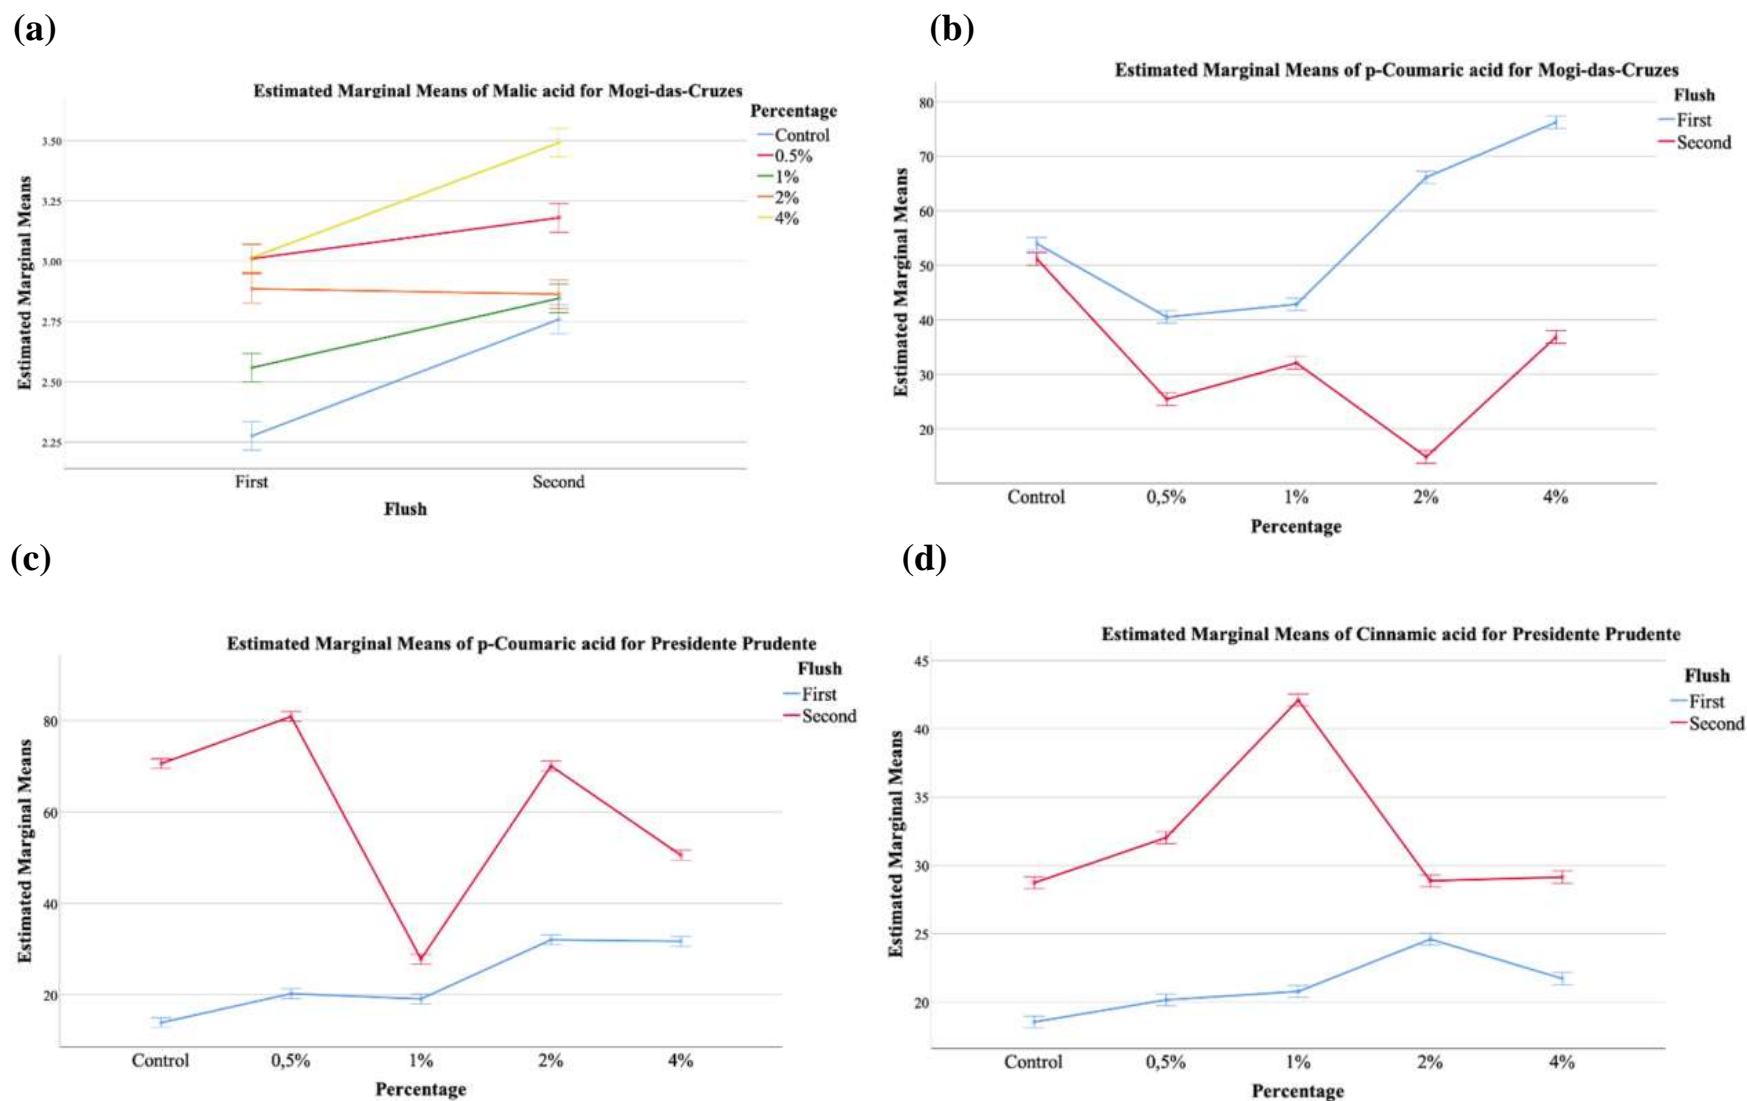 (a)
Estimated Marginal Means of Malic acid for Mogi-das-Cruzes
Percentage
Control
0.5%
1%
2%
4%
Estimated Marginal Means
3.50
3.25
3.00
2.75
2.50
2.25
First
Second
Flush
(b)
Estimated Marginal Means of p-Coumaric acid for Mogi-das-Cruzes
Flush
First
Second
Estimated Marginal Means
80
70
60
50
40
30
20
Control
0,5%
1%
2%
4%
Percentage
(c)
Estimated Marginal Means of p-Coumaric acid for Presidente Prudente
Flush
First
Second
Estimated Marginal Means
80
60
40
20
Control
0,5%
1%
2%
4%
Percentage
(d)
Estimated Marginal Means of Cinnamic acid for Presidente Prudente
Flush
First
Second
Estimated Marginal Means
45
40
35
30
25
20
Control
0,5%
1%
2%
4%
Percentage